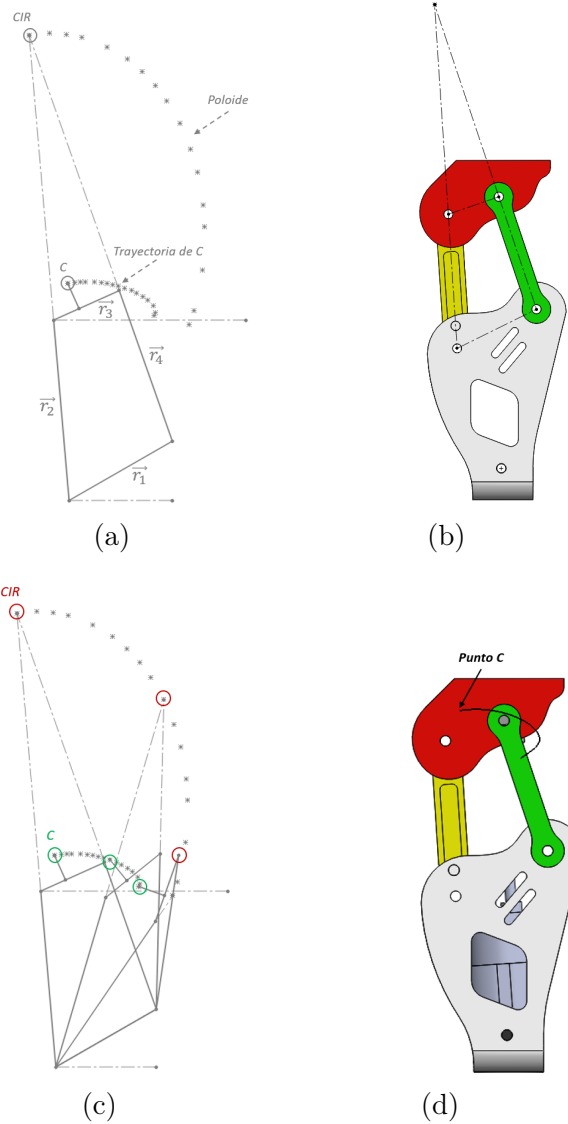 CIR
Poloide
Trayectoria de C
C
r₃
r₄
r₂
r₁
(a)
(b)
CIR
C
(c)
Punto C
(d)